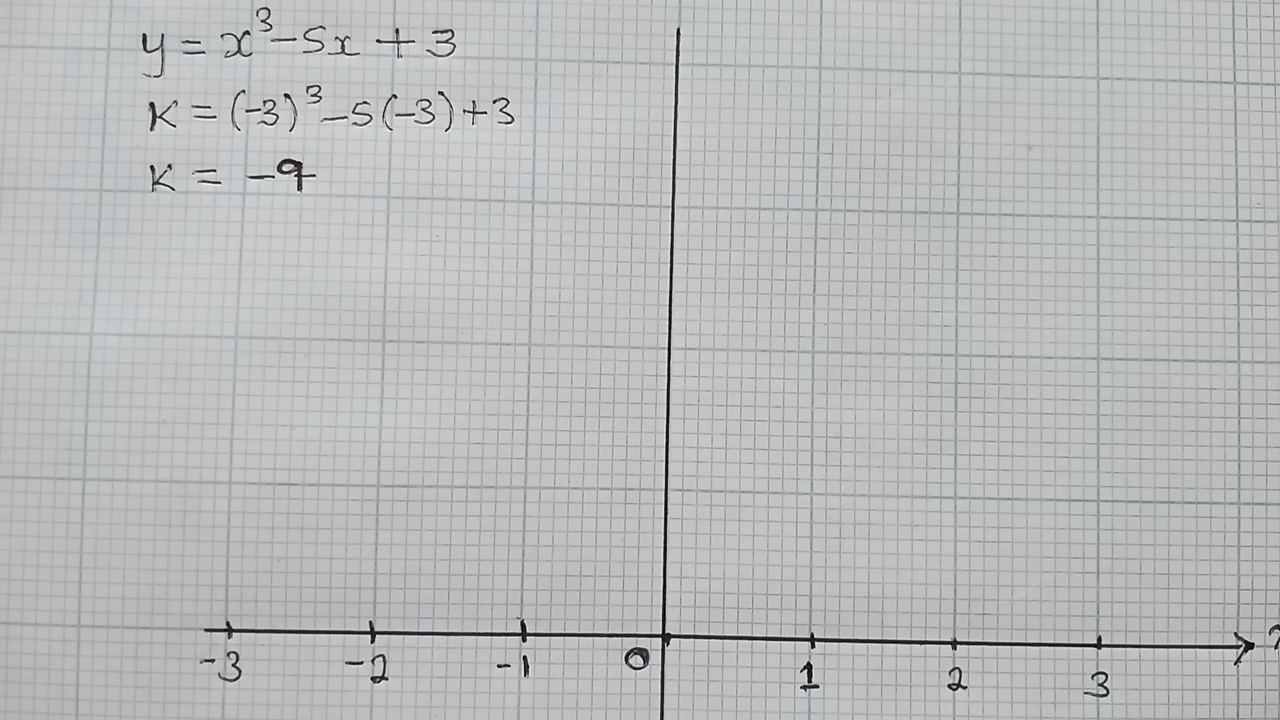 y = x³ - 5x + 3
K = (-3)³ - 5(-3) + 3
K = -9
-3 -2 -1 0 1 2 3